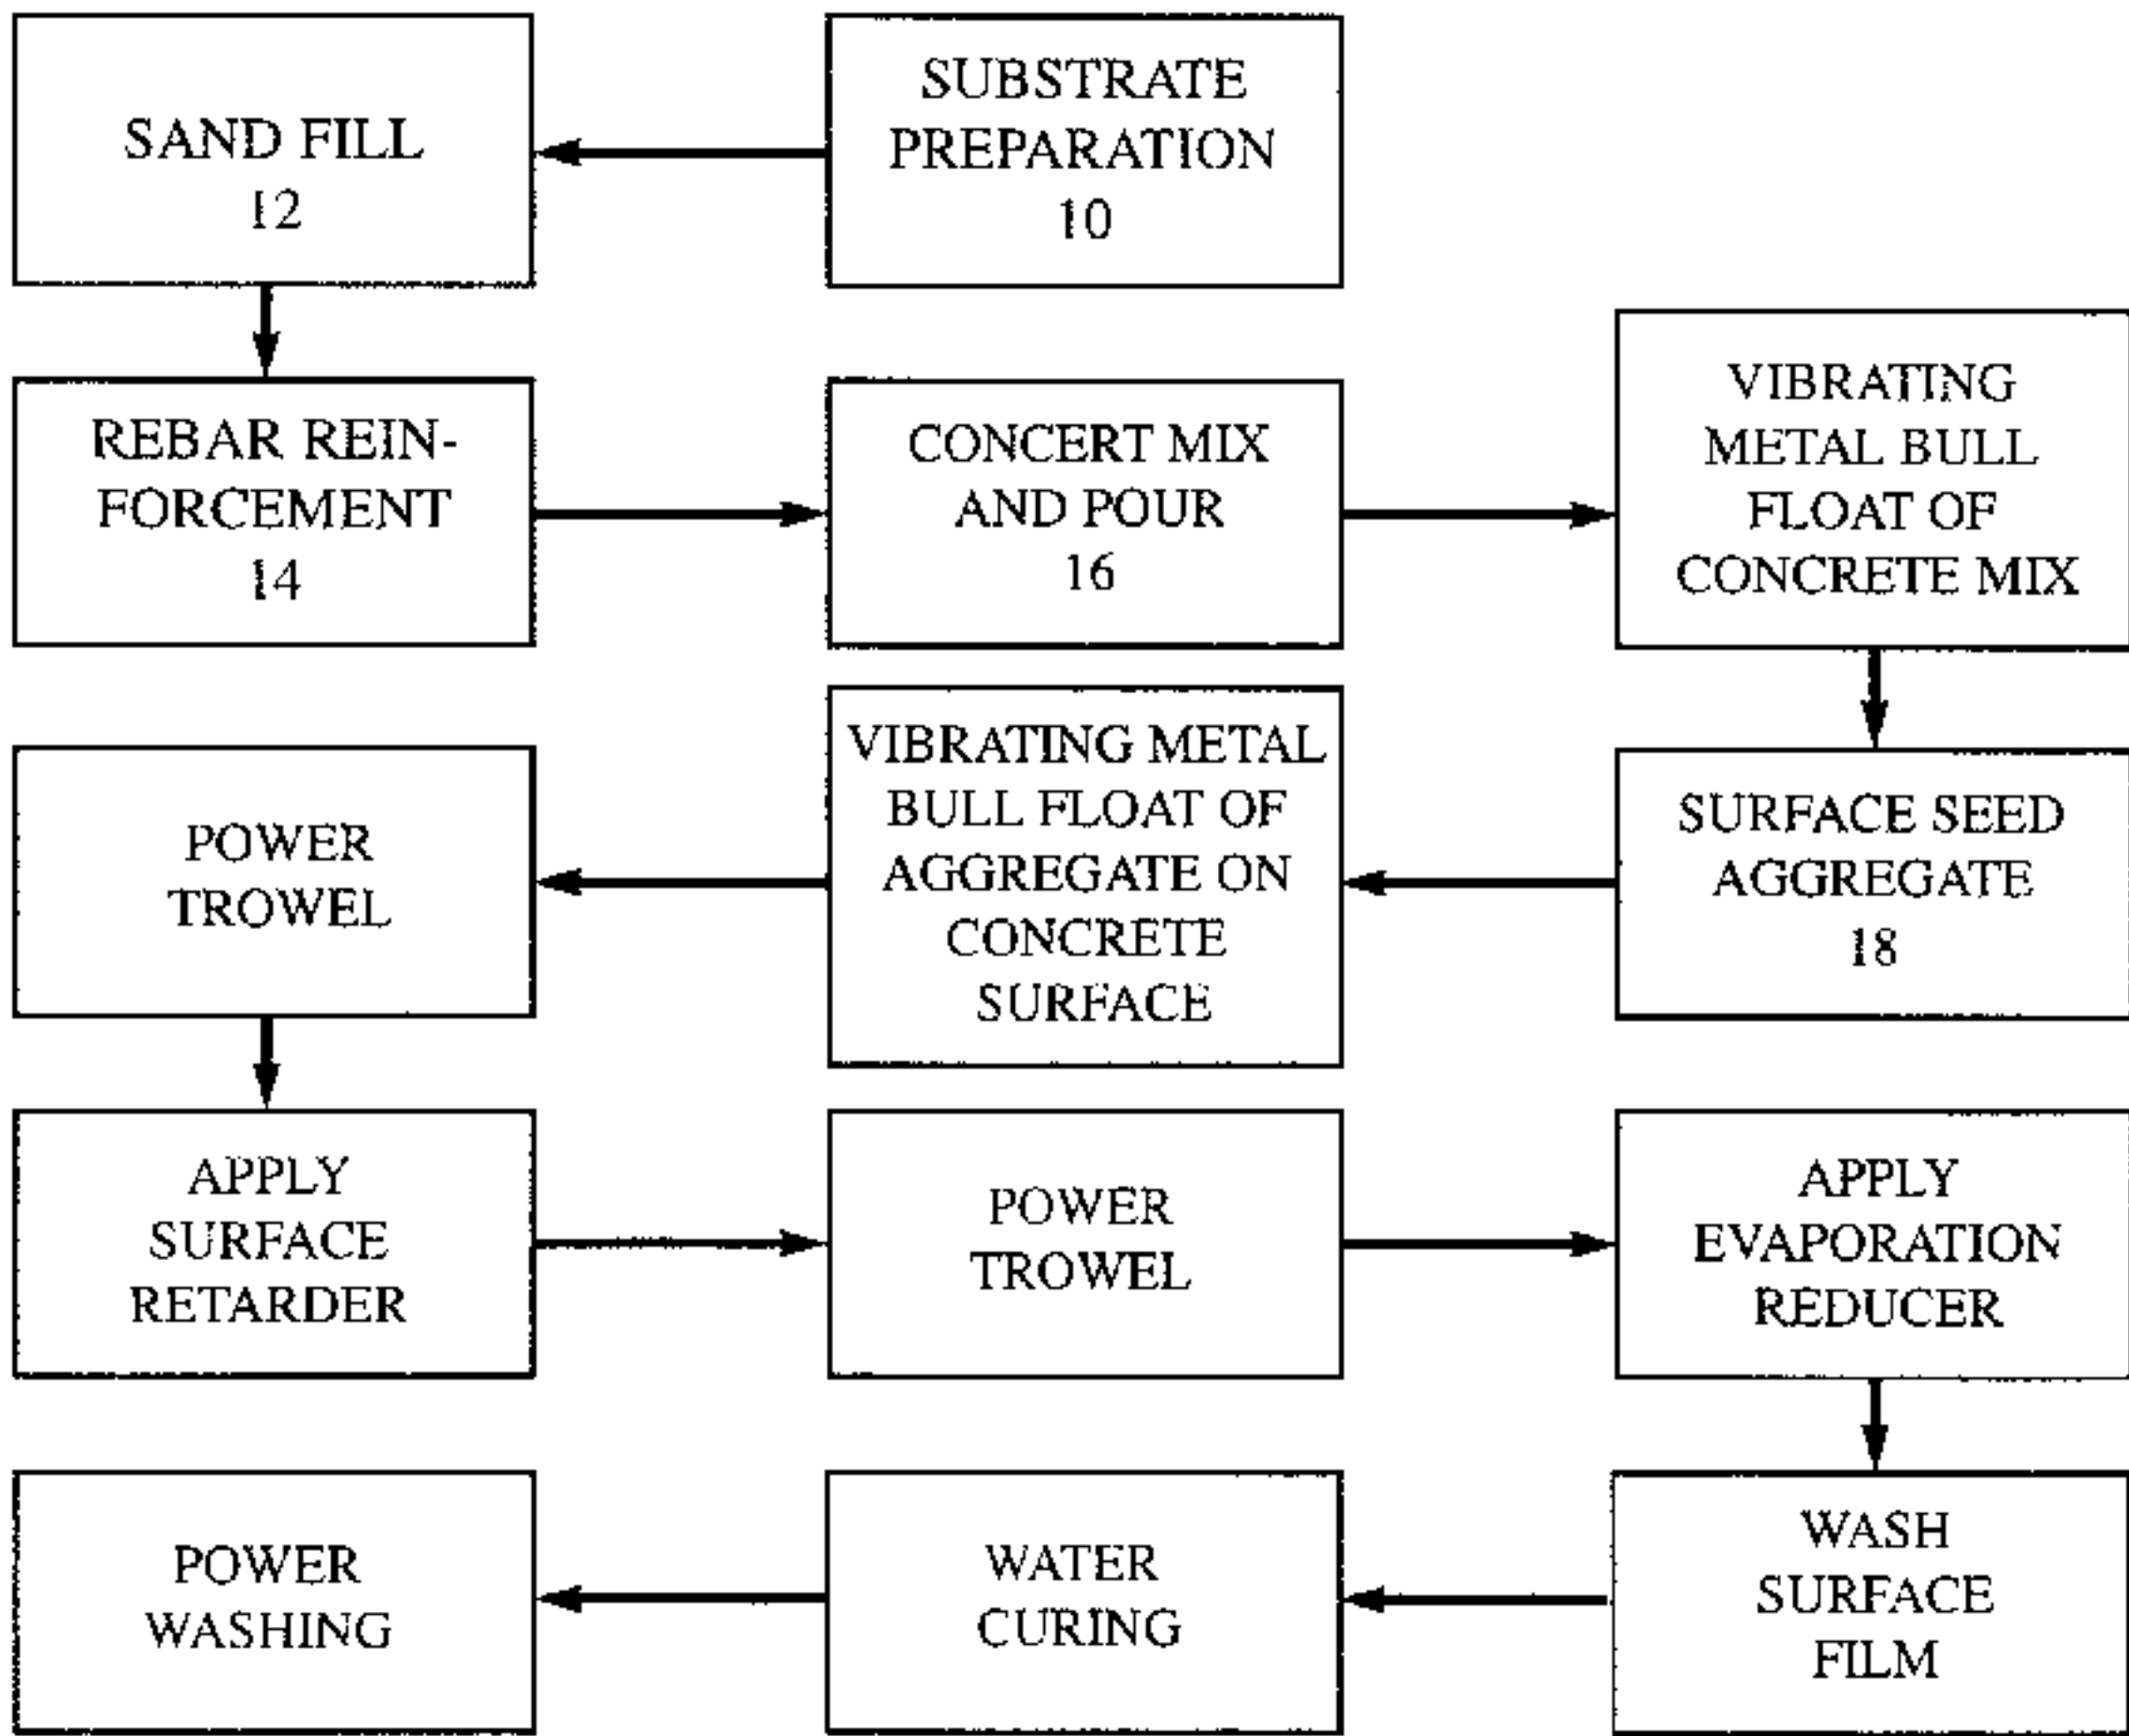 SAND FILL
12
SUBSTRATE
PREPARATION
10
REBAR REIN-
FORCEMENT
14
CONCERT MIX
AND POUR
16
VIBRATING
METAL BULL
FLOAT OF
CONCRETE MIX
POWER
TROWEL
VIBRATING METAL
BULL FLOAT OF
AGGREGATE ON
CONCRETE
SURFACE
SURFACE SEED
AGGREGATE
18
APPLY
SURFACE
RETARDER
POWER
TROWEL
APPLY
EVAPORATION
REDUCER
POWER
WASHING
WATER
CURING
WASH
SURFACE
FILM